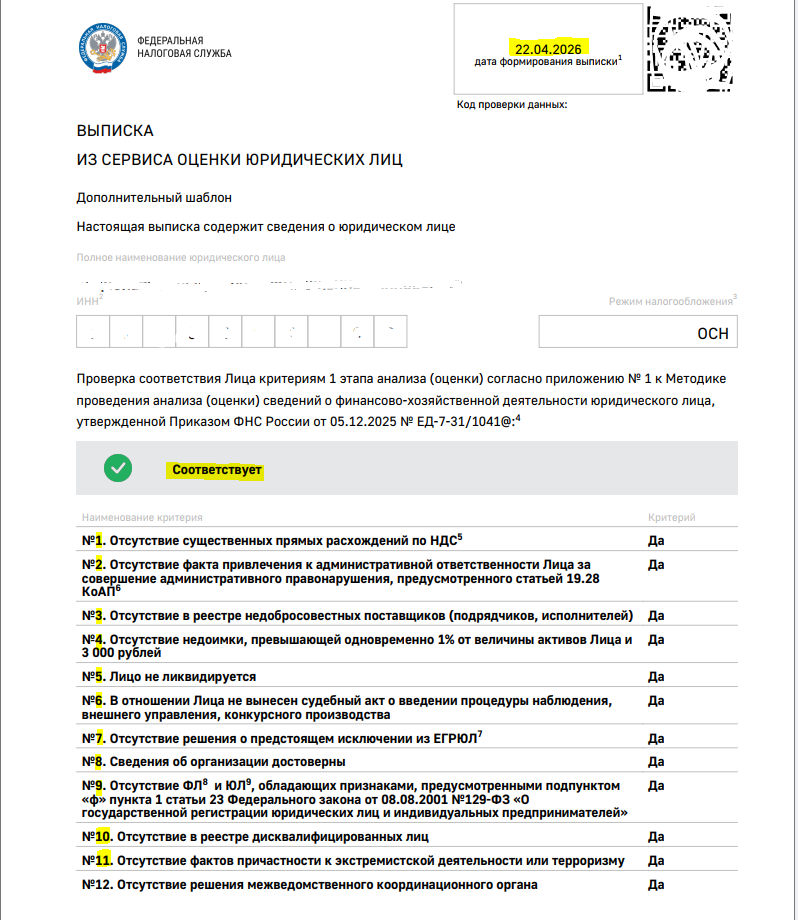 ФЕДЕРАЛЬНАЯ
НАЛОГОВАЯ СЛУЖБА
22.04.2026
дата формирования выписки1
Код проверки данных:
ВЫПИСКА
ИЗ СЕРВИСА ОЦЕНКИ ЮРИДИЧЕСКИХ ЛИЦ
Дополнительный шаблон
Настоящая выписка содержит сведения о юридическом лице
Полное наименование юридического лица
ИНН2
Режим налогообложения3
ОСН
Проверка соответствия Лица критериям 1 этапа анализа (оценки) согласно приложению № 1 к Методике
проведения анализа (оценки) сведений о финансово-хозяйственной деятельности юридического лица,
утвержденной Приказом ФНС России от 05.12.2025 № ЕД-7-31/1041@:4
Соответствует
Наименование критерия Критерий
№1. Отсутствие существенных прямых расхождений по НДС5 Да
№2. Отсутствие факта привлечения к административной ответственности Лица за Да
совершение административного правонарушения, предусмотренного статьей 19.28
КоАП6
№3. Отсутствие в реестре недобросовестных поставщиков (подрядчиков, исполнителей) Да
№4. Отсутствие недоимки, превышающей одновременно 1% от величины активов Лица и Да
3 000 рублей
№5. Лицо не ликвидируется Да
№6. В отношении Лица не вынесен судебный акт о введении процедуры наблюдения, Да
внешнего управления, конкурсного производства
№7. Отсутствие решения о предстоящем исключении из ЕГРЮЛ7 Да
№8. Сведения об организации достоверны Да
№9. Отсутствие ФЛ8 и ЮЛ9, обладающих признаками, предусмотренными подпунктом Да
«ф» пункта 1 статьи 23 Федерального закона от 08.08.2001 №129-ФЗ «О
государственной регистрации юридических лиц и индивидуальных предпринимателей»
№10. Отсутствие в реестре дисквалифицированных лиц Да
№11. Отсутствие фактов причастности к экстремистской деятельности или терроризму Да
№12. Отсутствие решения межведомственного координационного органа Да